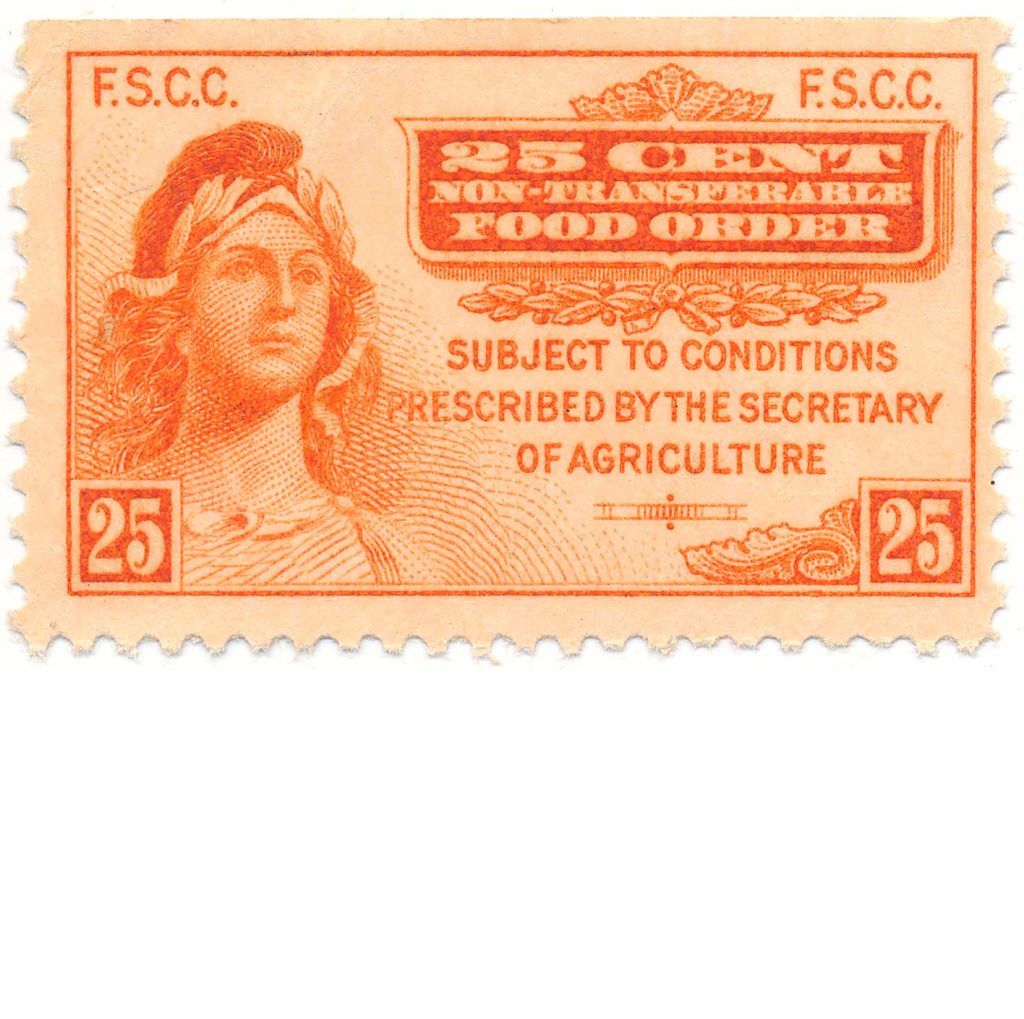 F.S.C.C.
F.S.C.C.
25 CENT
NON-TRANSFERABLE
FOOD ORDER
SUBJECT TO CONDITIONS
PRESCRIBED BY THE SECRETARY
OF AGRICULTURE
25
25